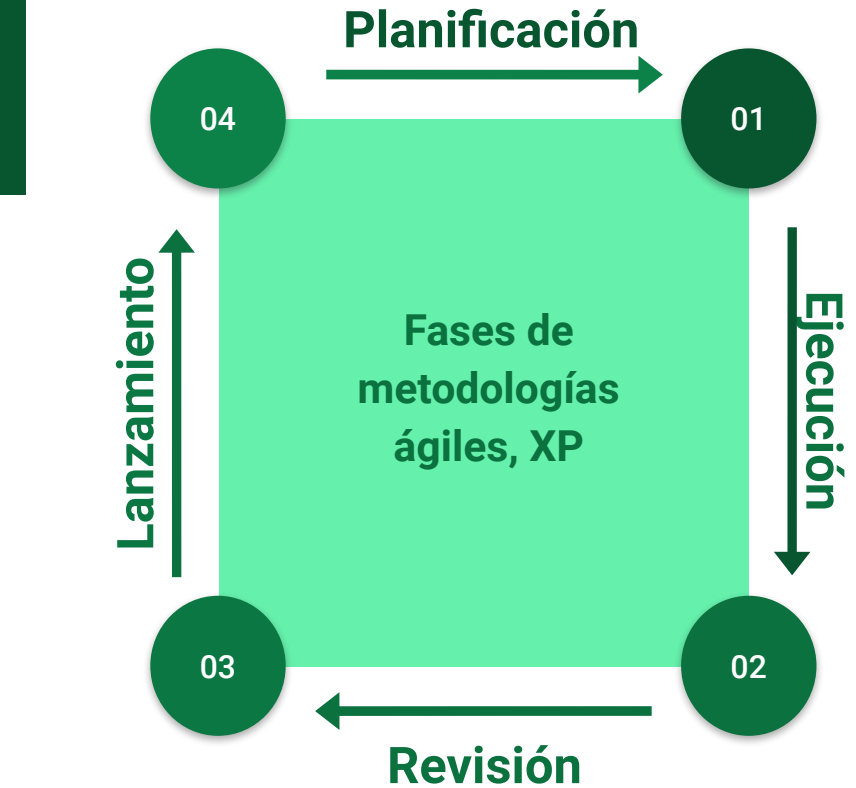 Planificación
04
01
Lanzamiento
Fases de
metodologías
ágiles, XP
Ejecución
03
02
Revisión